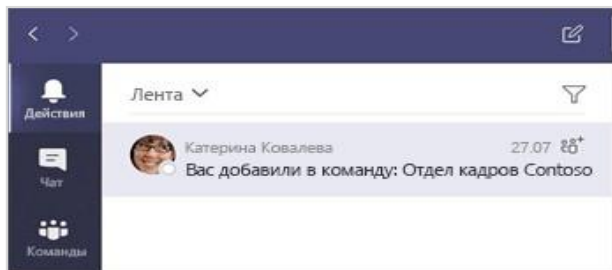 Действия
Чат
Команды
Лента
Катерина Ковалева 27.07
Вас добавили в команду: Отдел кадров Contoso